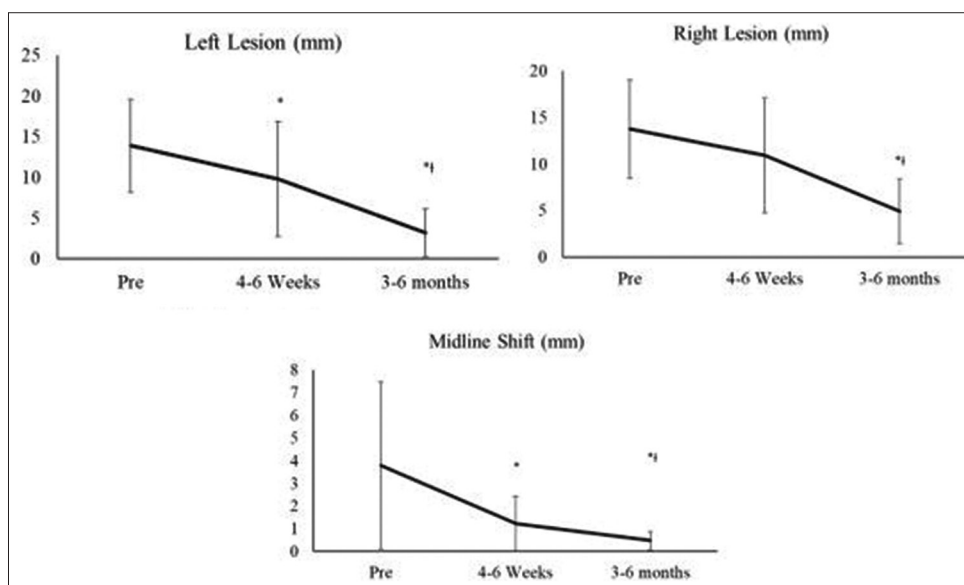 Left Lesion (mm)
25
20
15
10
5
0
*
*ƚ
Pre
4-6 Weeks
3-6 months
Right Lesion (mm)
20
15
10
5
0
*ƚ
Pre
4-6 Weeks
3-6 months
Midline Shift (mm)
8
7
6
5
4
3
2
1
0
*
*ƚ
Pre
4-6 Weeks
3-6 months